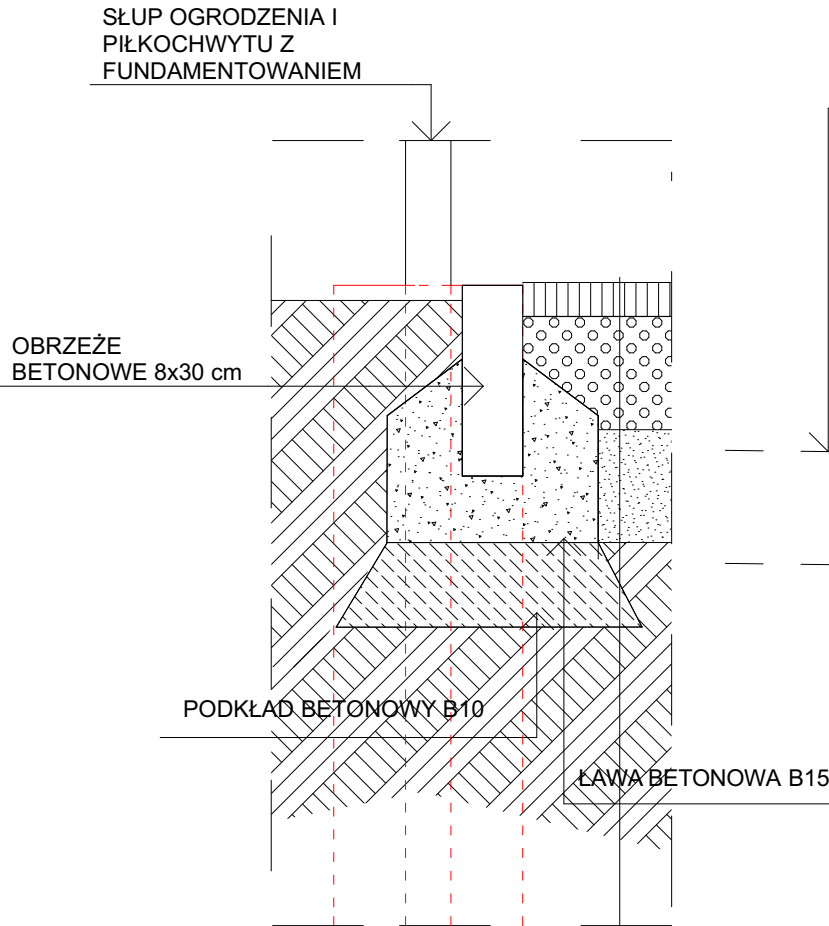 SŁUP OGRODZENIA I
PIŁKOCHWYTU Z
FUNDAMENTOWANIEM
OBRZEŻE
BETONOWE 8x30 cm
PODKŁAD BETONOWY B10
ŁAWA BETONOWA B15